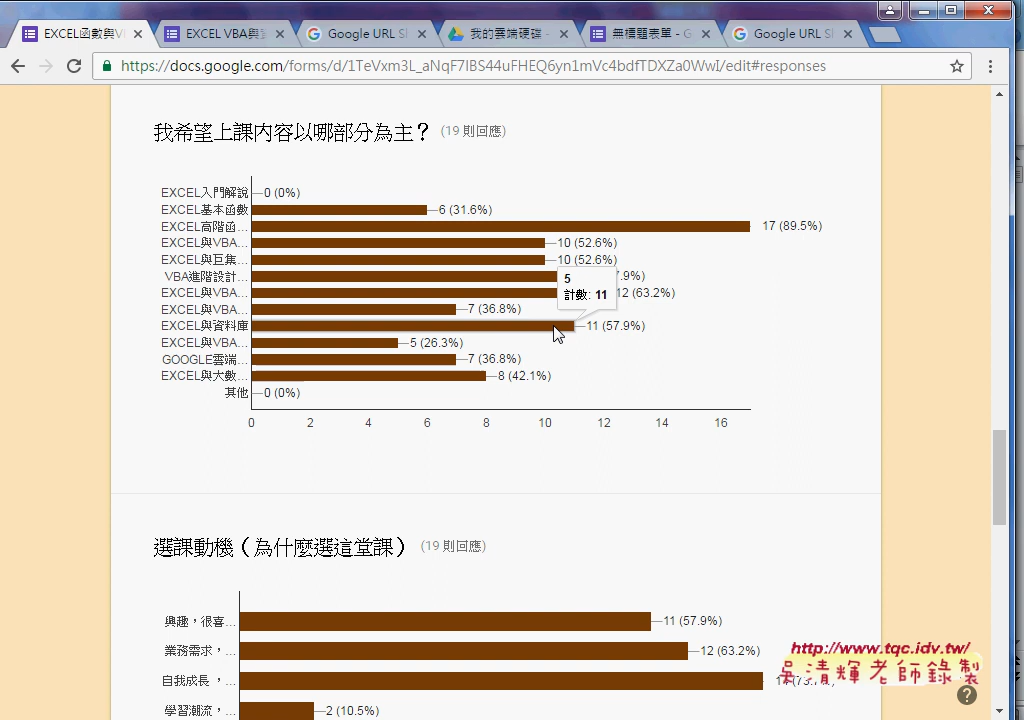 EXCEL函數與V
EXCEL VBA與
Google URL S
我的雲端硬碟 -
無標題表單 - G
Google URL S
https://docs.google.com/forms/d/1TeVxm3L_aNqF7IBS44uFHEQ6yn1mVc4bdfTDXZa0WwI/edit#responses
我希望上課內容以哪部分為主？ (19 則回應)
EXCEL入門解說 0 (0%)
EXCEL基本函數 6 (31.6%)
EXCEL高階函... 17 (89.5%)
EXCEL與VBA... 10 (52.6%)
EXCEL與巨集... 10 (52.6%)
VBA進階設計... 7.9%)
EXCEL與VBA... 12 (63.2%)
EXCEL與VBA... 7 (36.8%)
EXCEL與資料庫 11 (57.9%)
EXCEL與VBA... 5 (26.3%)
GOOGLE雲端... 7 (36.8%)
EXCEL與大數... 8 (42.1%)
其他 0 (0%)
5
計數: 11
0 2 4 6 8 10 12 14 16
選課動機（為什麼選這堂課） (19 則回應)
興趣，很喜... 11 (57.9%)
業務需求，... 12 (63.2%)
自我成長，...
學習潮流，... 2 (10.5%)
http://www.tqc.idv.tw/
吳清輝老師錄製